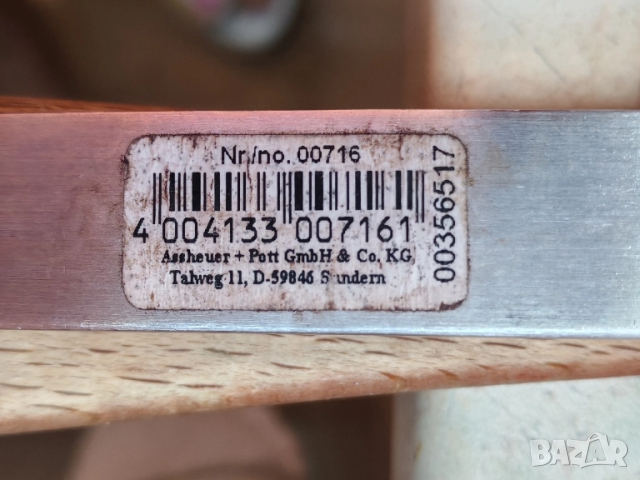 Nr./no. 00716
4 004133 007161
Assheuer + Pott GmbH & Co. KG
Talweg 11, D-59846 Sundern
00356517
BAZAR